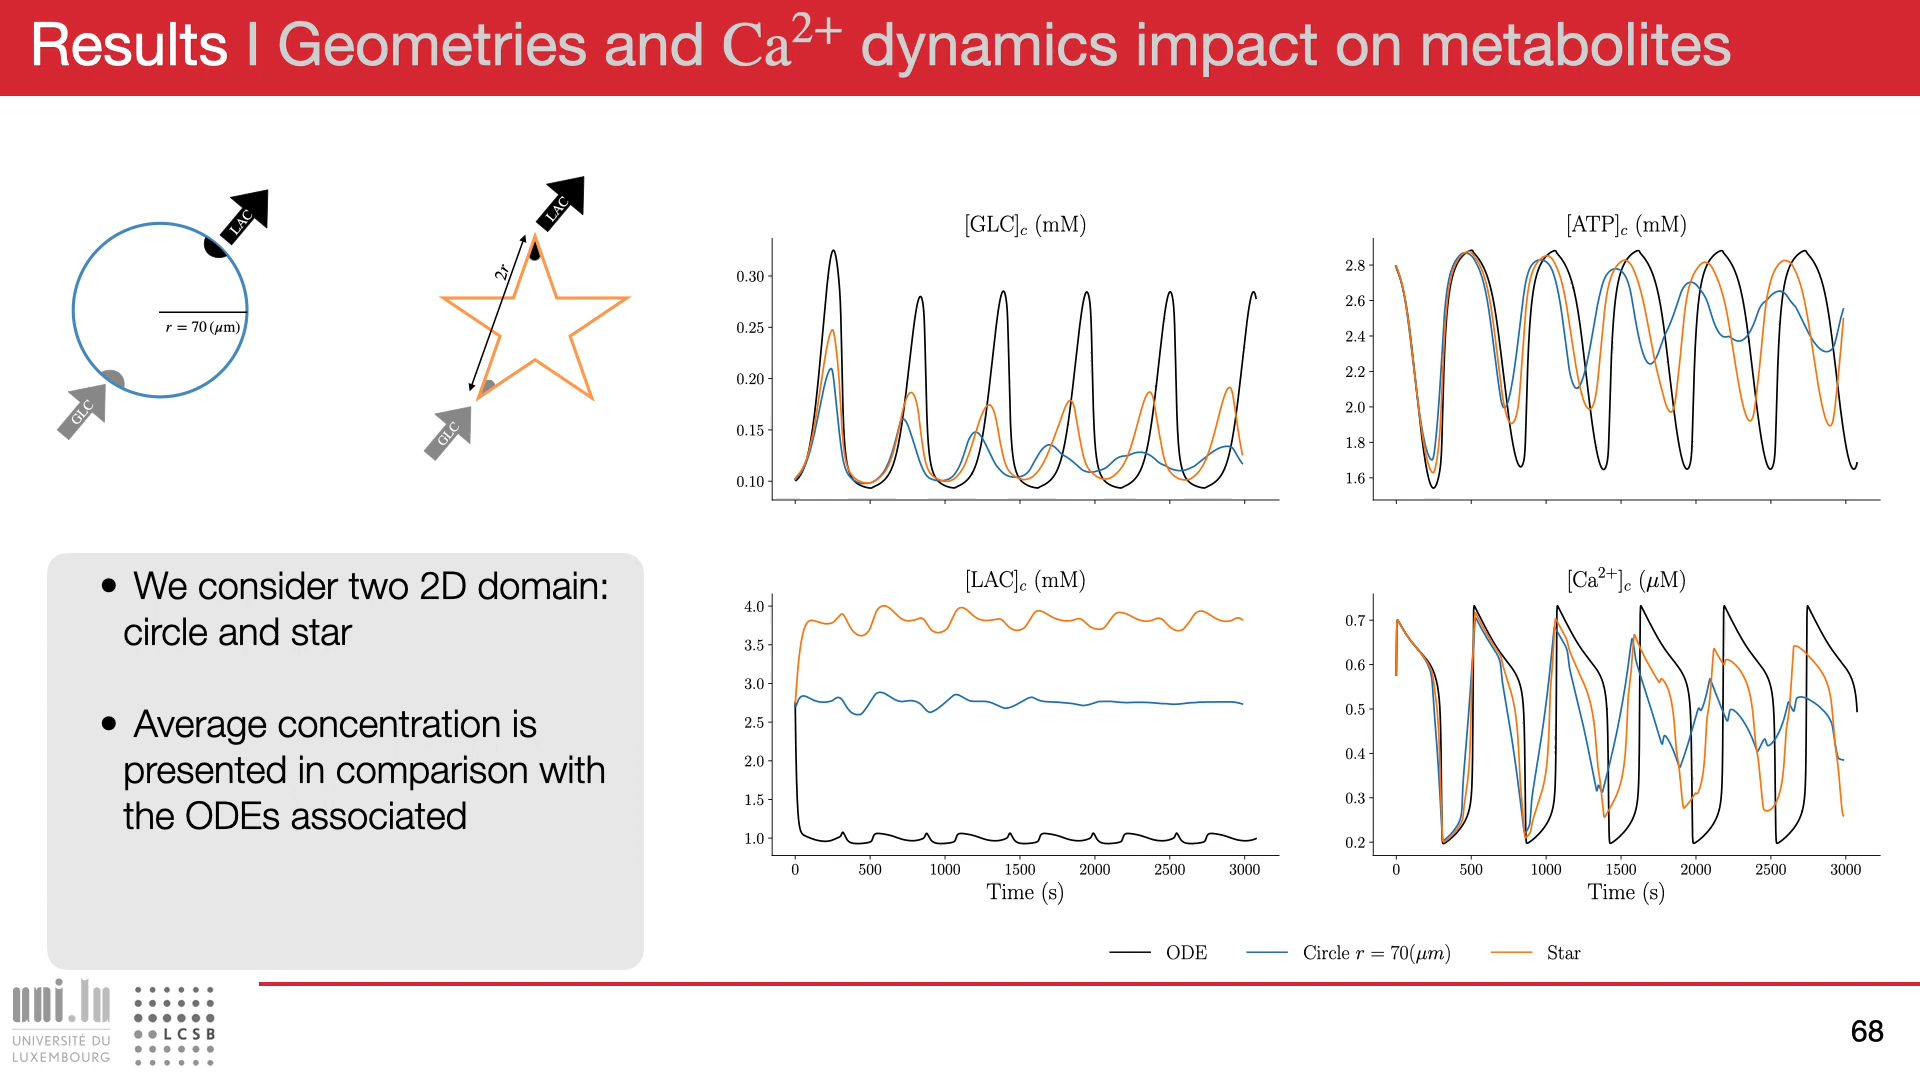 Results | Geometries and Ca²⁺ dynamics impact on metabolites
LAC
r = 70 (μm)
GLC
LAC
2r
GLC
• We consider two 2D domain:
circle and star
• Average concentration is
presented in comparison with
the ODEs associated
[GLC]c (mM)
0.30
0.25
0.20
0.15
0.10
[ATP]c (mM)
2.8
2.6
2.4
2.2
2.0
1.8
1.6
[LAC]c (mM)
4.0
3.5
3.0
2.5
2.0
1.5
1.0
0 500 1000 1500 2000 2500 3000
Time (s)
[Ca²⁺]c (μM)
0.7
0.6
0.5
0.4
0.3
0.2
0 500 1000 1500 2000 2500 3000
Time (s)
ODE Circle r = 70(μm) Star
uni.lu
UNIVERSITÉ DU
LUXEMBOURG
LCSB
68